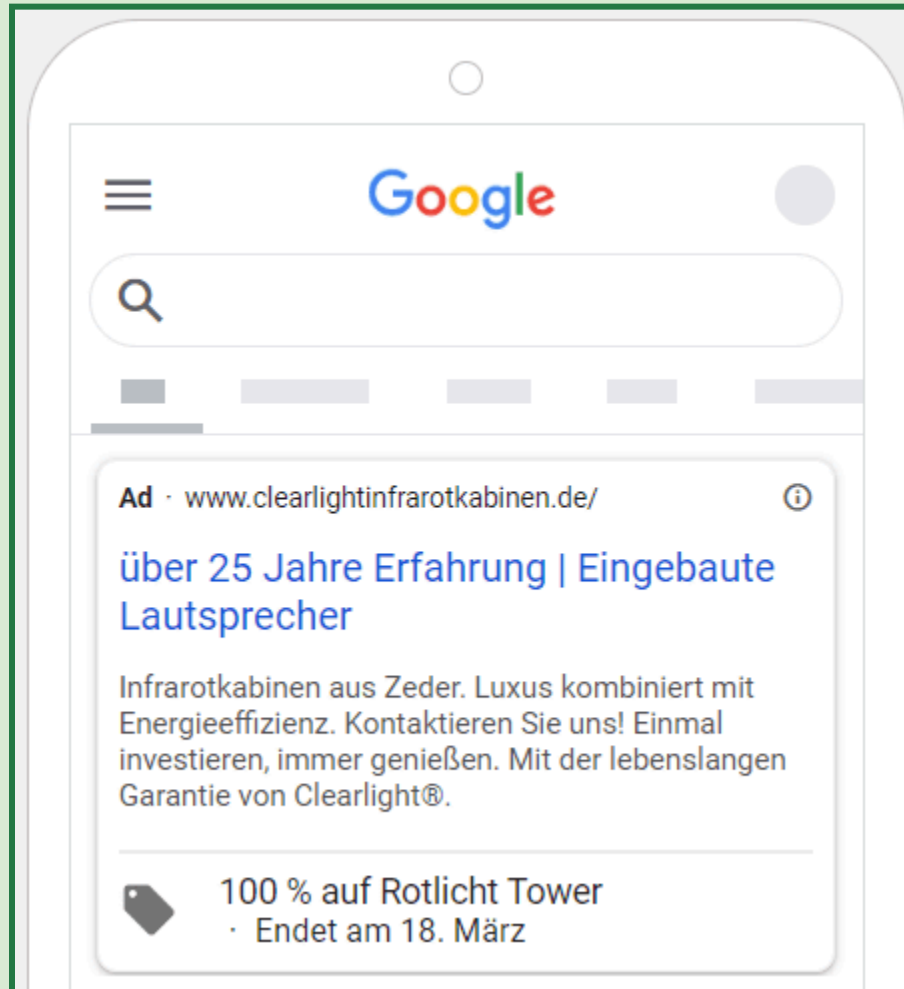 Google
Ad · www.clearlightinfrarotkabinen.de/
über 25 Jahre Erfahrung | Eingebaute
Lautsprecher
Infrarotkabinen aus Zeder. Luxus kombiniert mit
Energieeffizienz. Kontaktieren Sie uns! Einmal
investieren, immer genießen. Mit der lebenslangen
Garantie von Clearlight®.
100 % auf Rotlicht Tower
· Endet am 18. März